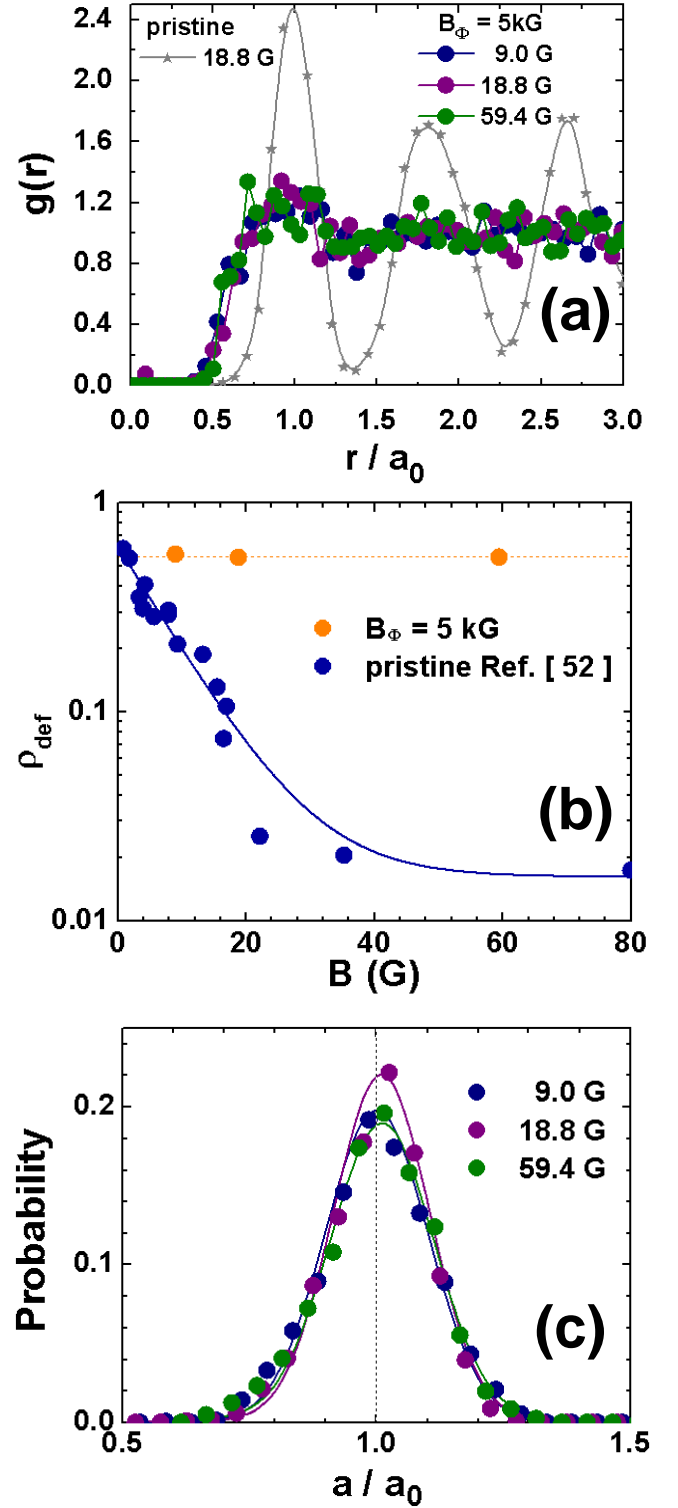 pristine
18.8 G
B_Φ = 5kG
9.0 G
18.8 G
59.4 G
2.4
2.0
1.6
1.2
0.8
0.4
0.0
g(r)
(a)
0.0 0.5 1.0 1.5 2.0 2.5 3.0
r / a_0
1
0.1
0.01
ρ_def
B_Φ = 5 kG
pristine Ref. [ 52 ]
(b)
0 20 40 60 80
B (G)
0.2
0.1
0.0
Probability
9.0 G
18.8 G
59.4 G
(c)
0.5 1.0 1.5
a / a_0